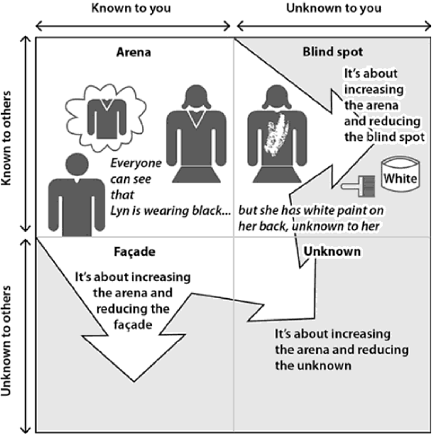 Known to you
Unknown to you
Known to others
Arena
Everyone
can see
that
Lyn is wearing black...
Blind spot
It's about
increasing
the arena
and reducing
the blind spot
White
but she has white paint on
her back, unknown to her
Unknown to others
Façade
It's about increasing
the arena and
reducing the
façade
Unknown
It's about increasing
the arena and reducing
the unknown